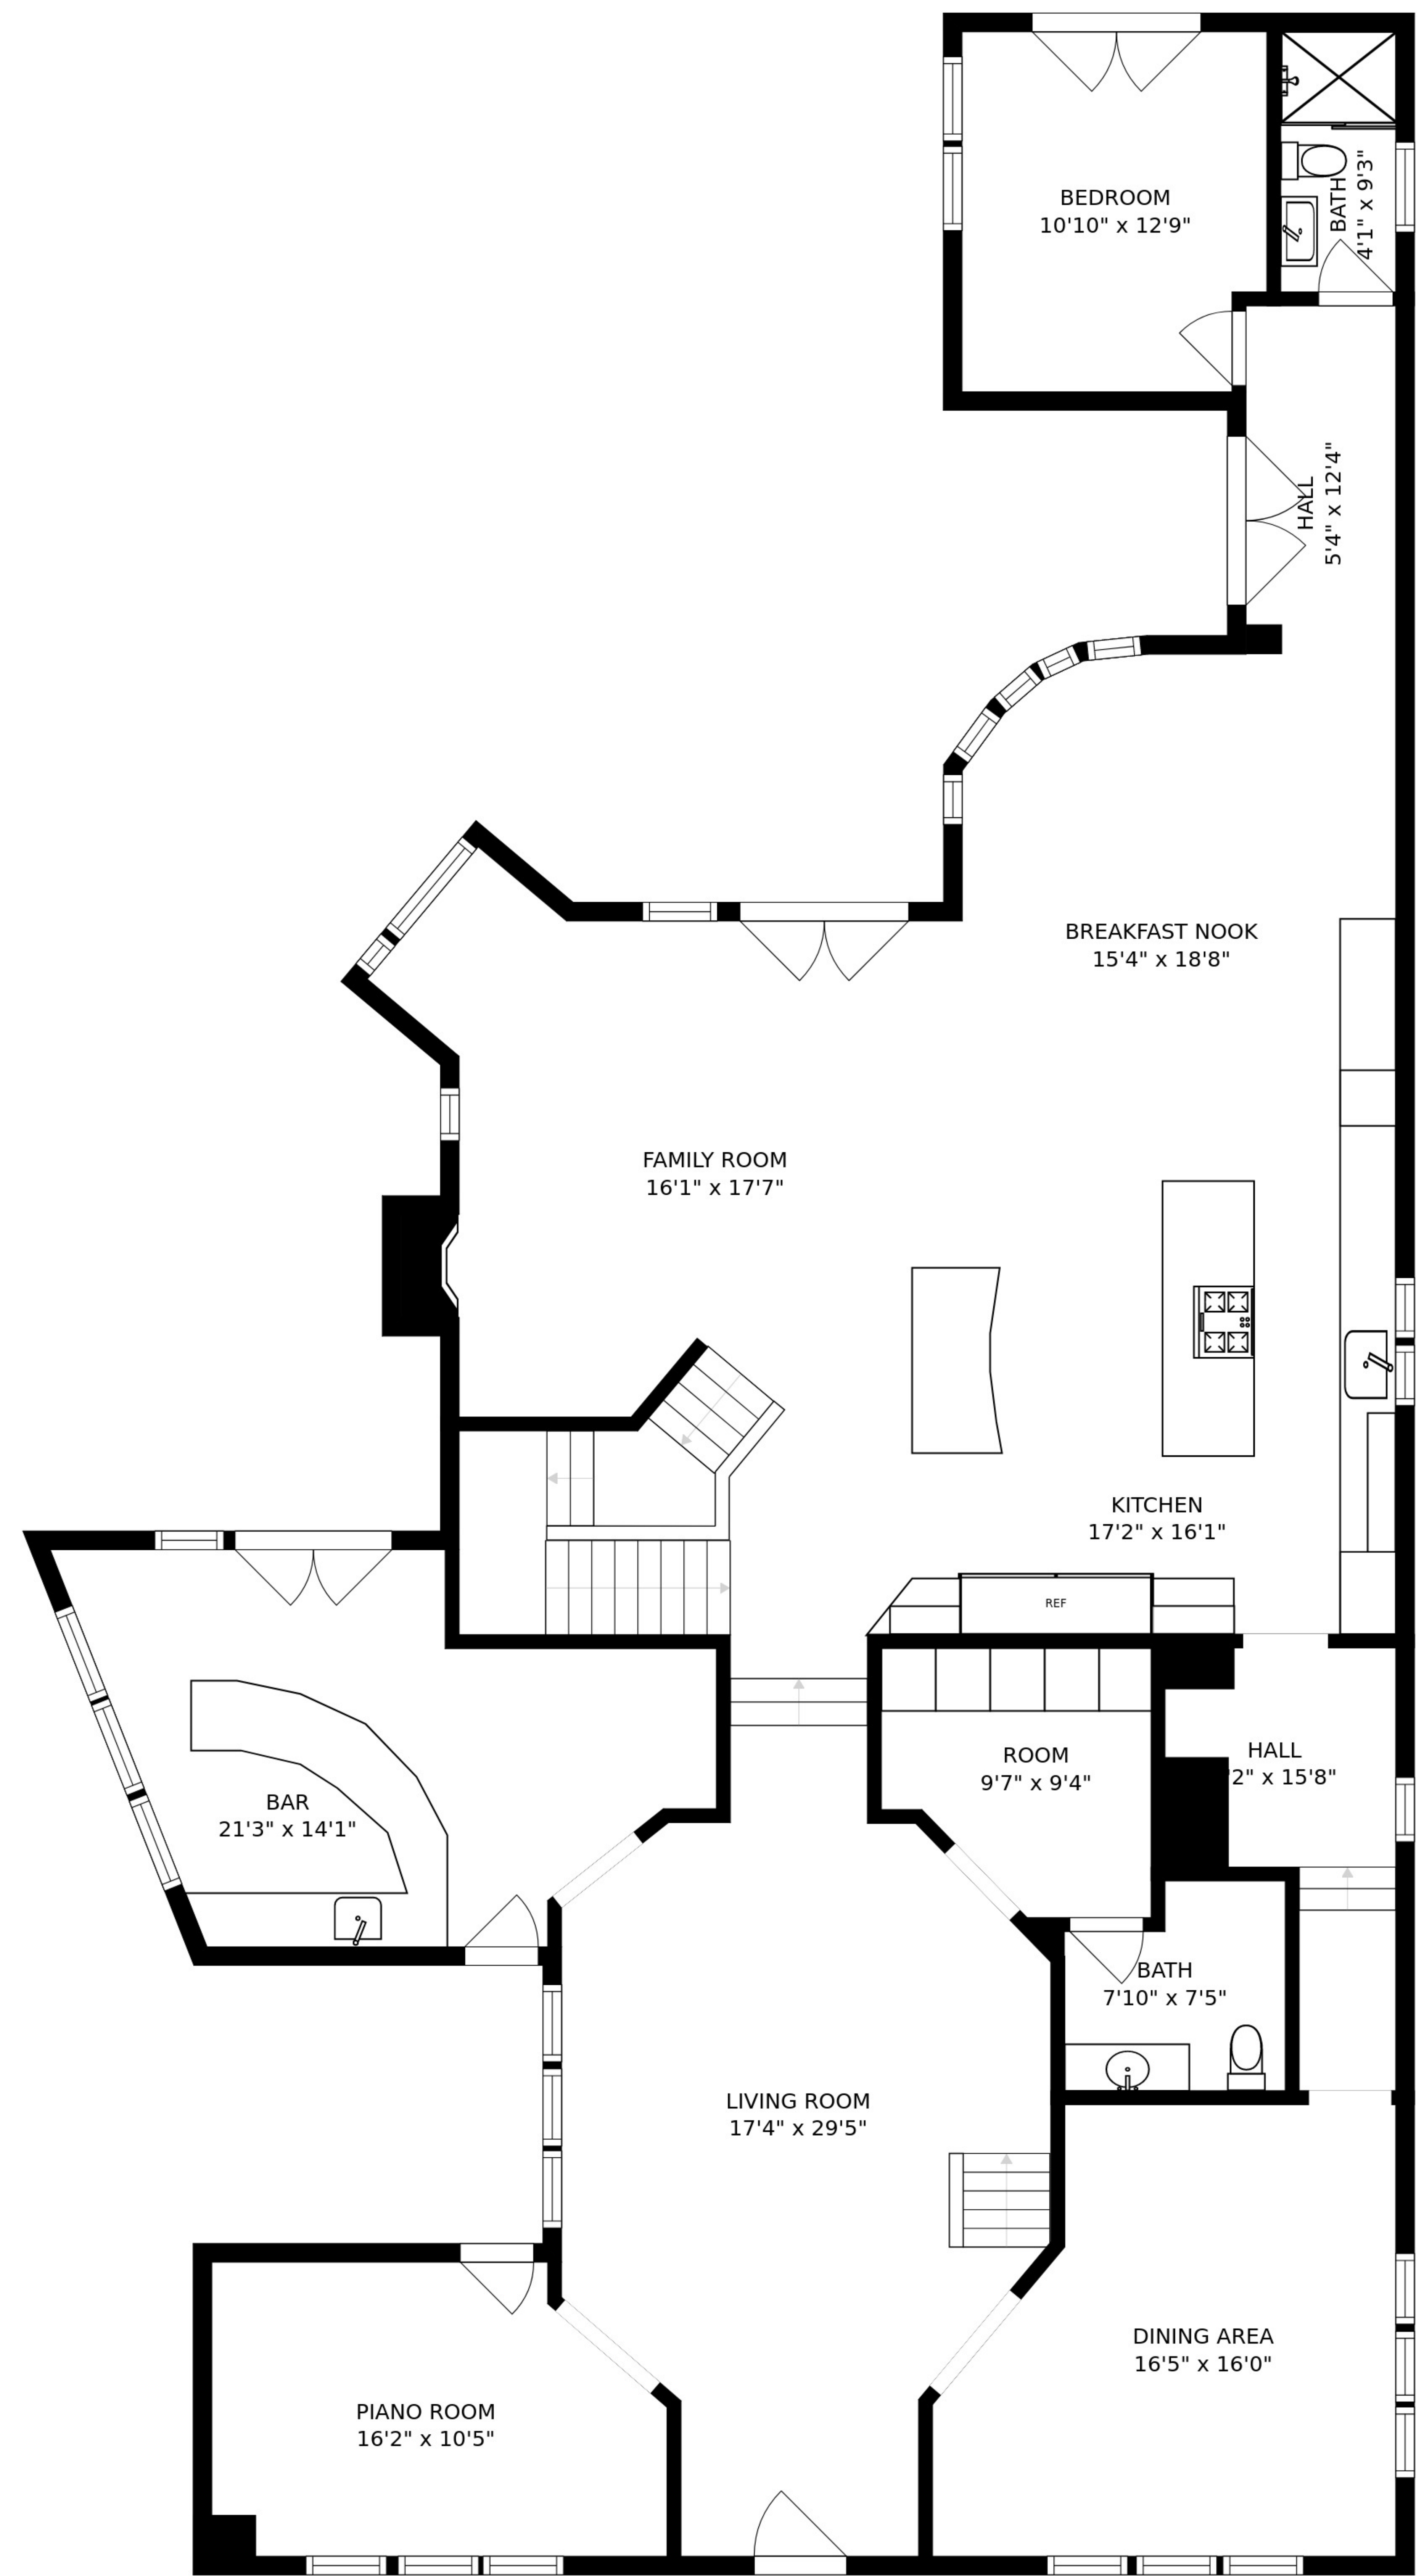 BEDROOM
10'10" x 12'9"
BATH
4'1" x 9'3"
HALL
5'4" x 12'4"
BREAKFAST NOOK
15'4" x 18'8"
FAMILY ROOM
16'1" x 17'7"
KITCHEN
17'2" x 16'1"
REF
ROOM
9'7" x 9'4"
HALL
'2" x 15'8"
BAR
21'3" x 14'1"
BATH
7'10" x 7'5"
LIVING ROOM
17'4" x 29'5"
DINING AREA
16'5" x 16'0"
PIANO ROOM
16'2" x 10'5"